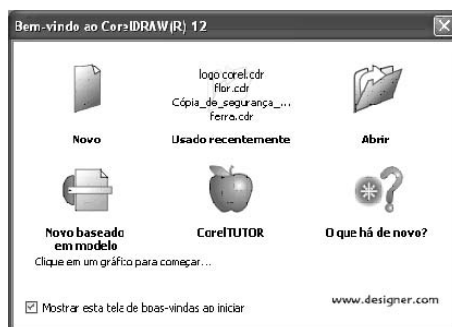 Bem-vindo ao CorelDRAW(R) 12
logo corel.cdr
flor.cdr
Cópia_de_segurança_...
ferra.cdr
Novo
Usado recentemente
Abrir
Novo baseado
em modelo
CorelTUTOR
O que há de novo?
Clique em um gráfico para começar...
Mostrar esta tela de boas-vindas ao iniciar
www.designer.com